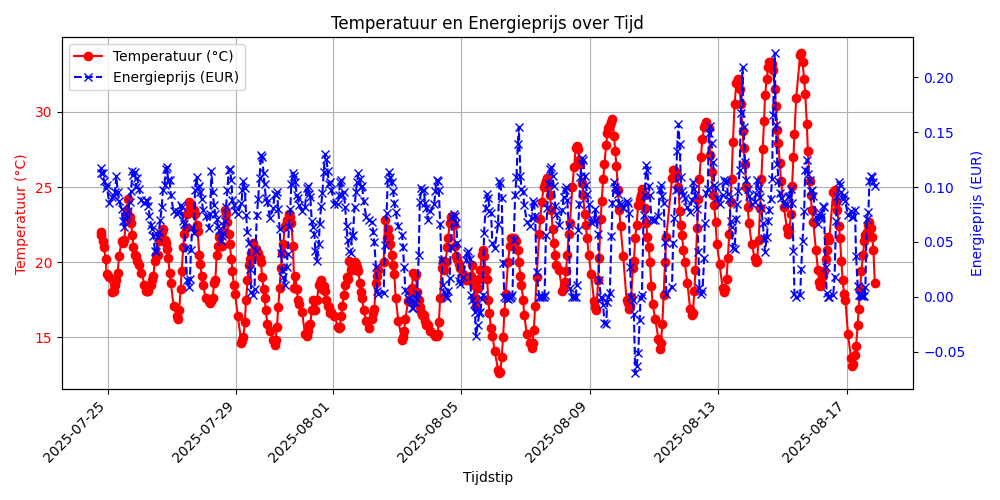 Temperatuur en Energieprijs over Tijd
Temperatuur (°C)
Energieprijs (EUR)
Temperatuur (°C)
30
25
20
15
0.20
0.15
0.10
0.05
0.00
−0.05
Energieprijs (EUR)
2025-07-25
2025-07-29
2025-08-01
2025-08-05
2025-08-09
2025-08-13
2025-08-17
Tijdstip